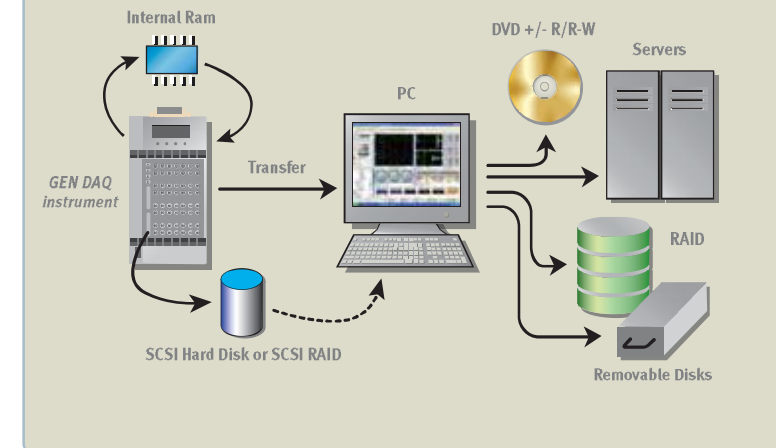 Internal Ram
DVD +/- R/R-W
Servers
PC
GEN DAQ
instrument
Transfer
RAID
SCSI Hard Disk or SCSI RAID
Removable Disks